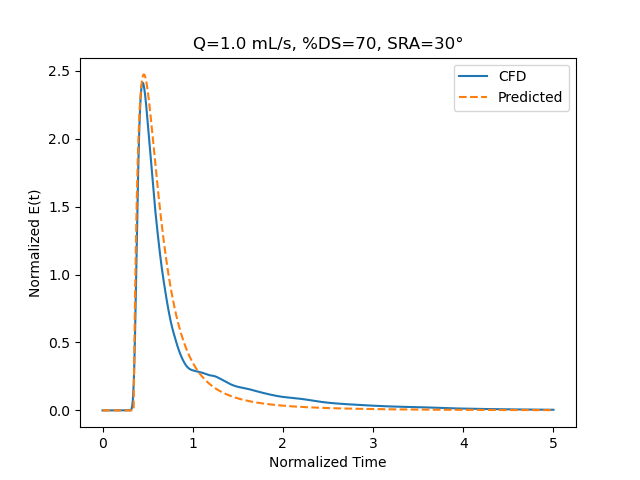 Q=1.0 mL/s, %DS=70, SRA=30°
CFD
Predicted
Normalized E(t)
2.5
2.0
1.5
1.0
0.5
0.0
0 1 2 3 4 5
Normalized Time